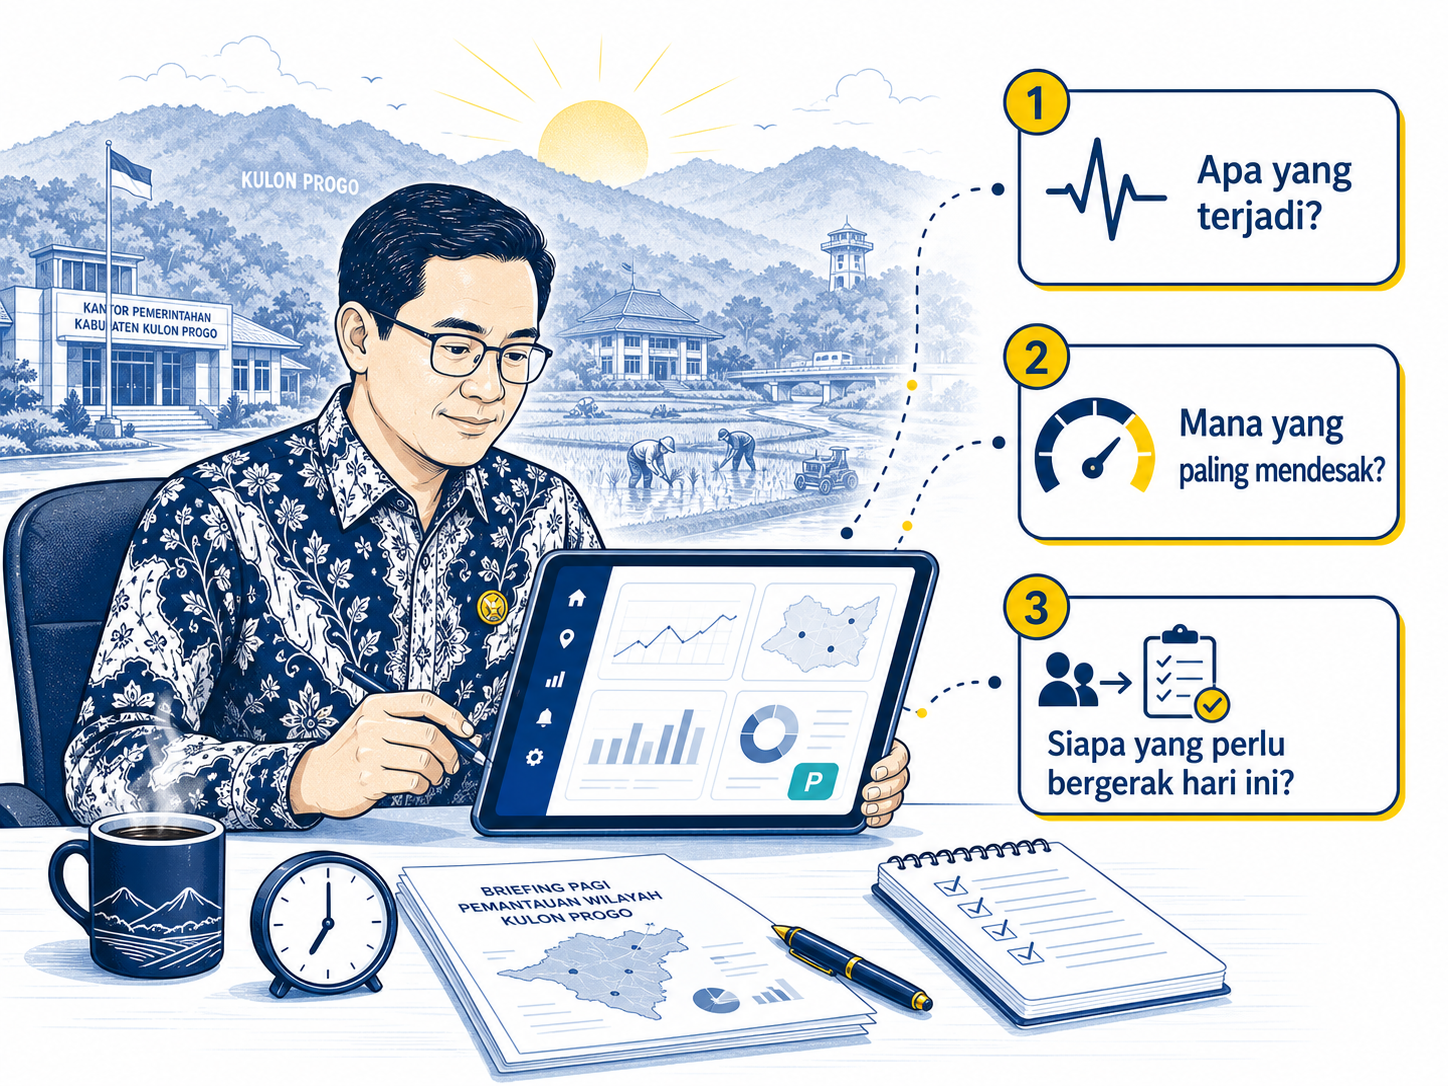 KULON PROGO
KANTOR PEMERINTAHAN
KABUPATEN KULON PROGO
1
Apa yang
terjadi?
2
Mana yang
paling mendesak?
3
Siapa yang perlu
bergerak hari ini?
P
BRIEFING PAGI
PEMANTAUAN WILAYAH
KULON PROGO